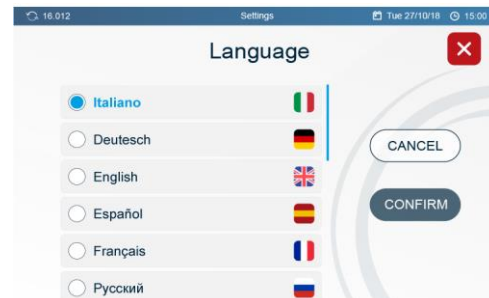 16.012 Settings Tue 27/10/18 15:00
Language
Italiano
Deutesch
English
Español
Français
Русский
CANCEL
CONFIRM